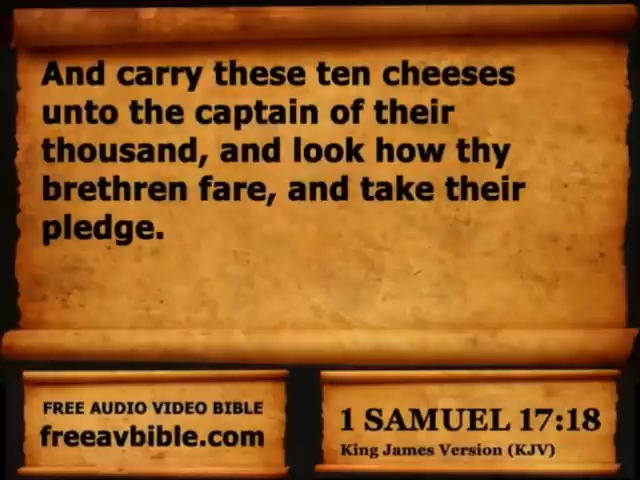 And carry these ten cheeses
unto the captain of their
thousand, and look how thy
brethren fare, and take their
pledge.
FREE AUDIO VIDEO BIBLE
freeavbible.com
1 SAMUEL 17:18
King James Version (KJV)